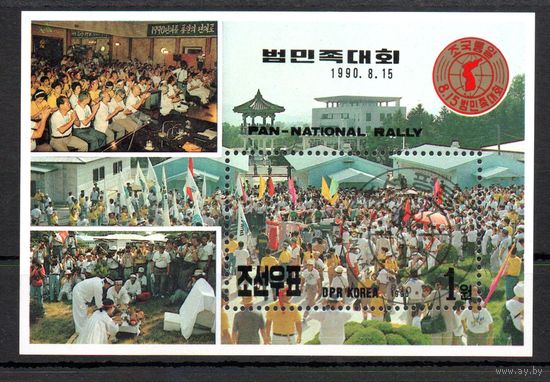 범민족대회
1990.8.15
조국통일
8.15범민족대회
PAN-NATIONAL RALLY
조선우표
DPR KOREA 1990
1원
www.ay.by